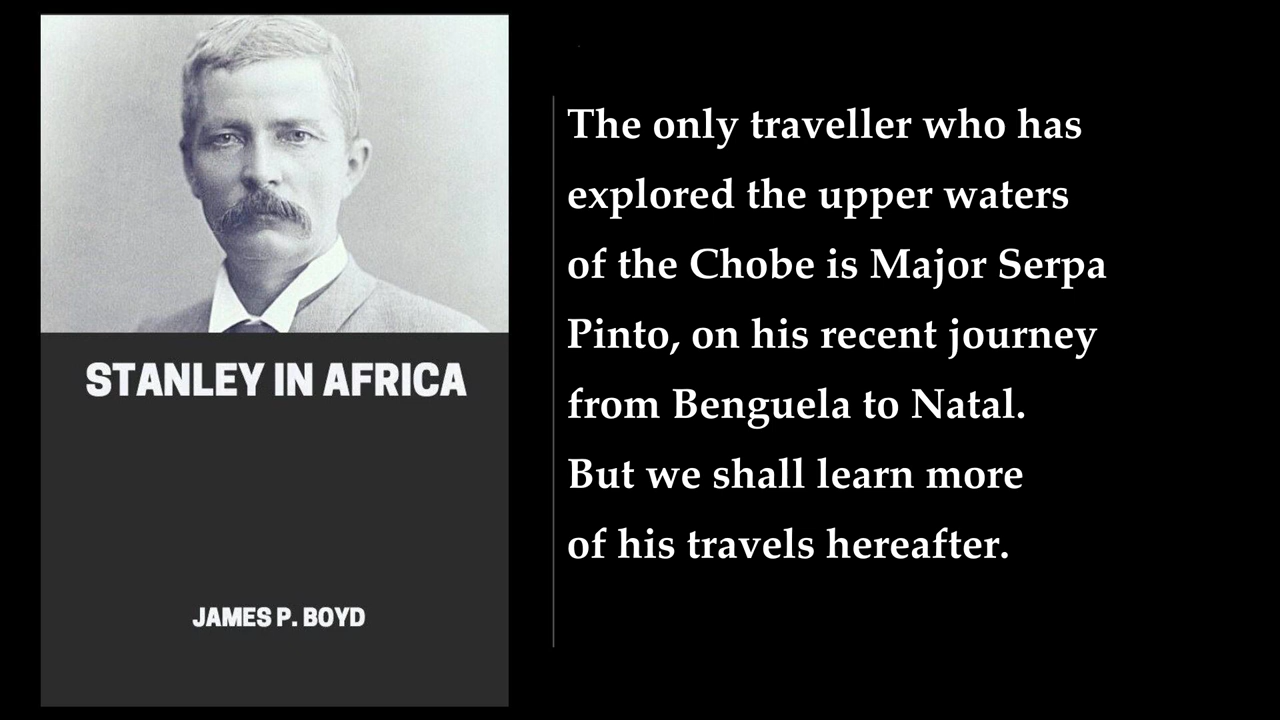 STANLEY IN AFRICA
JAMES P. BOYD
The only traveller who has
explored the upper waters
of the Chobe is Major Serpa
Pinto, on his recent journey
from Benguela to Natal.
But we shall learn more
of his travels hereafter.